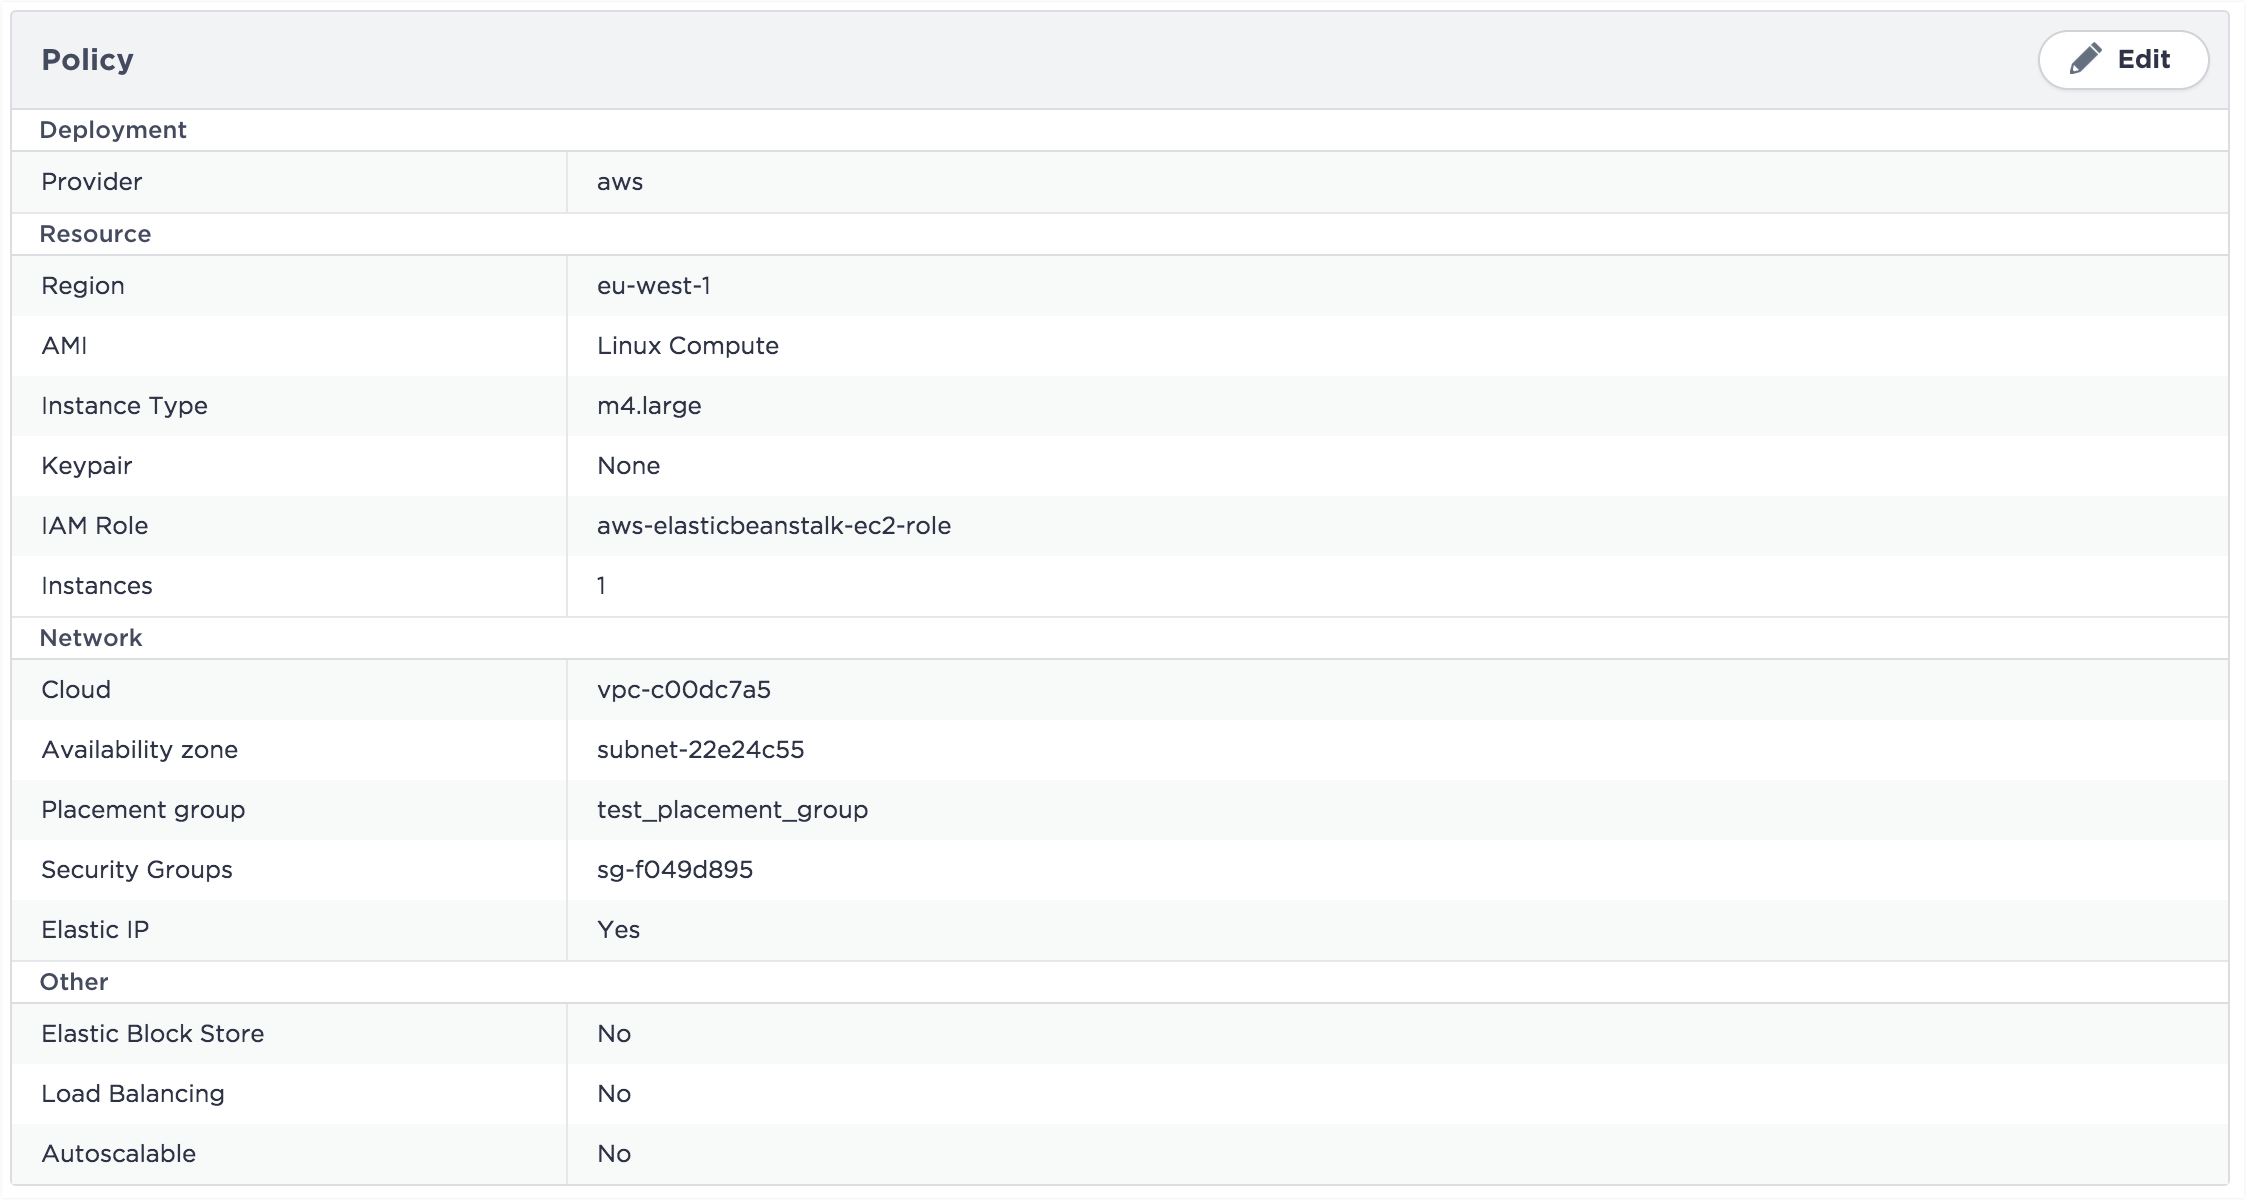 Policy
Edit
Deployment
Provider aws
Resource
Region eu-west-1
AMI Linux Compute
Instance Type m4.large
Keypair None
IAM Role aws-elasticbeanstalk-ec2-role
Instances 1
Network
Cloud vpc-c00dc7a5
Availability zone subnet-22e24c55
Placement group test_placement_group
Security Groups sg-f049d895
Elastic IP Yes
Other
Elastic Block Store No
Load Balancing No
Autoscalable No